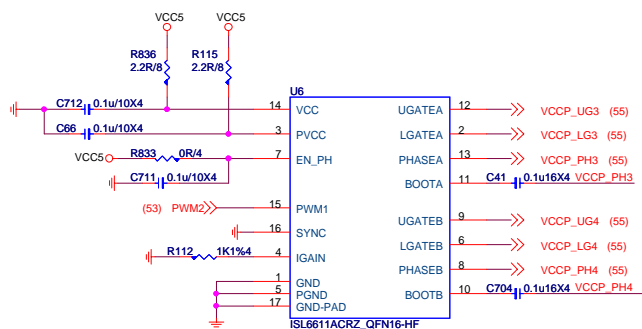 VCC5
VCC5
R836
2.2R/8
R115
2.2R/8
U6
C712
0.1u/10X4
14
VCC
UGATEA
12
VCCP_UG3
(55)
C66
0.1u/10X4
3
PVCC
LGATEA
2
VCCP_LG3
(55)
VCC5
R833
0R/4
7
EN_PH
PHASEA
13
VCCP_PH3
(55)
C711
0.1u/10X4
BOOTA
11
C41
0.1u16X4
VCCP_PH3
(53)
PWM2
15
PWM1
UGATEB
9
VCCP_UG4
(55)
16
SYNC
LGATEB
6
VCCP_LG4
(55)
R112
1K1%4
4
IGAIN
PHASEB
8
VCCP_PH4
(55)
1
GND
5
PGND
BOOTB
10
C704
0.1u16X4
VCCP_PH4
17
GND-PAD
ISL6611ACRZ_QFN16-HF